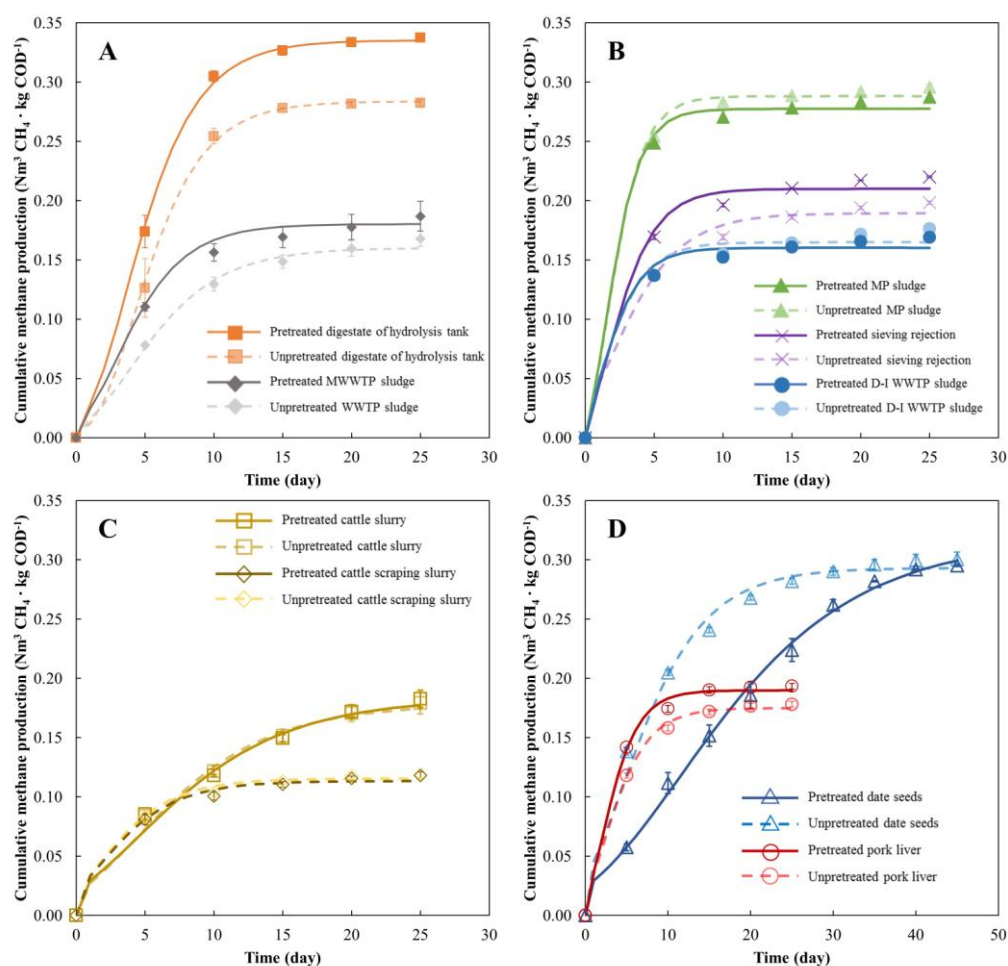 A
Cumulative methane production (Nm³ CH₄ · kg COD⁻¹)
0.35
0.30
0.25
0.20
0.15
0.10
0.05
0.00
Pretreated digestate of hydrolysis tank
Unpretreated digestate of hydrolysis tank
Pretreated MWWTP sludge
Unpretreated WWTP sludge
0 5 10 15 20 25 30
Time (day)
B
Cumulative methane production (Nm³ CH₄ · kg COD⁻¹)
0.35
0.30
0.25
0.20
0.15
0.10
0.05
0.00
Pretreated MP sludge
Unpretreated MP sludge
Pretreated sieving rejection
Unpretreated sieving rejection
Pretreated D-I WWTP sludge
Unpretreated D-I WWTP sludge
0 5 10 15 20 25 30
Time (day)
C
Cumulative methane production (Nm³ CH₄ · kg COD⁻¹)
0.35
0.30
0.25
0.20
0.15
0.10
0.05
0.00
Pretreated cattle slurry
Unpretreated cattle slurry
Pretreated cattle scraping slurry
Unpretreated cattle scraping slurry
0 5 10 15 20 25 30
Time (day)
D
Cumulative methane production (Nm³ CH₄ · kg COD⁻¹)
0.35
0.30
0.25
0.20
0.15
0.10
0.05
0.00
Pretreated date seeds
Unpretreated date seeds
Pretreated pork liver
Unpretreated pork liver
0 5 10 15 20 25 30 35 40 45 50
Time (day)